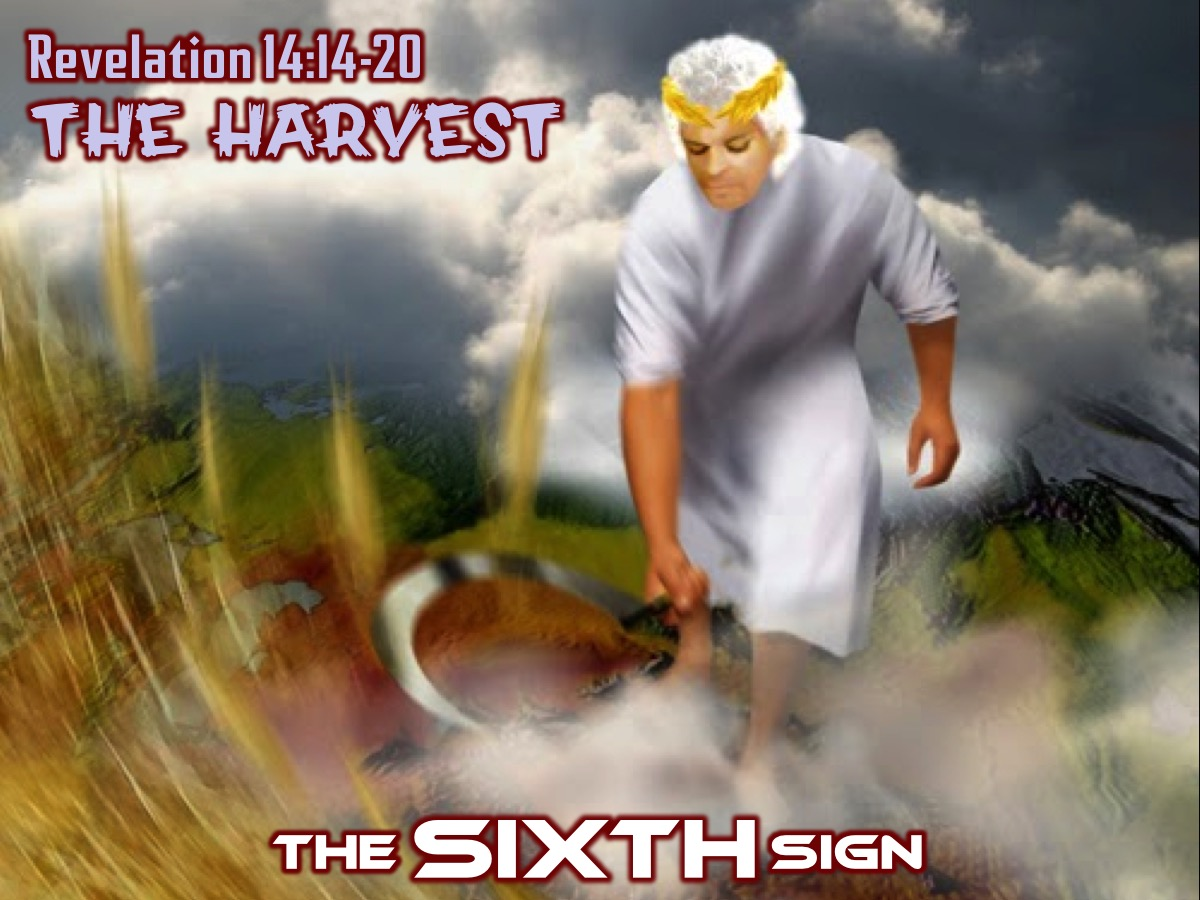 Revelation 14:14-20
THE HARVEST
THE SIXTH SIGN